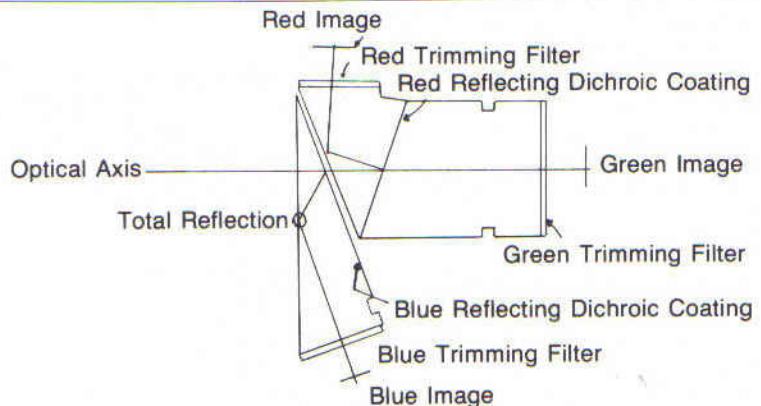 Red Image
Red Trimming Filter
Red Reflecting Dichroic Coating
Optical Axis
Green Image
Total Reflection
Green Trimming Filter
Blue Reflecting Dichroic Coating
Blue Trimming Filter
Blue Image